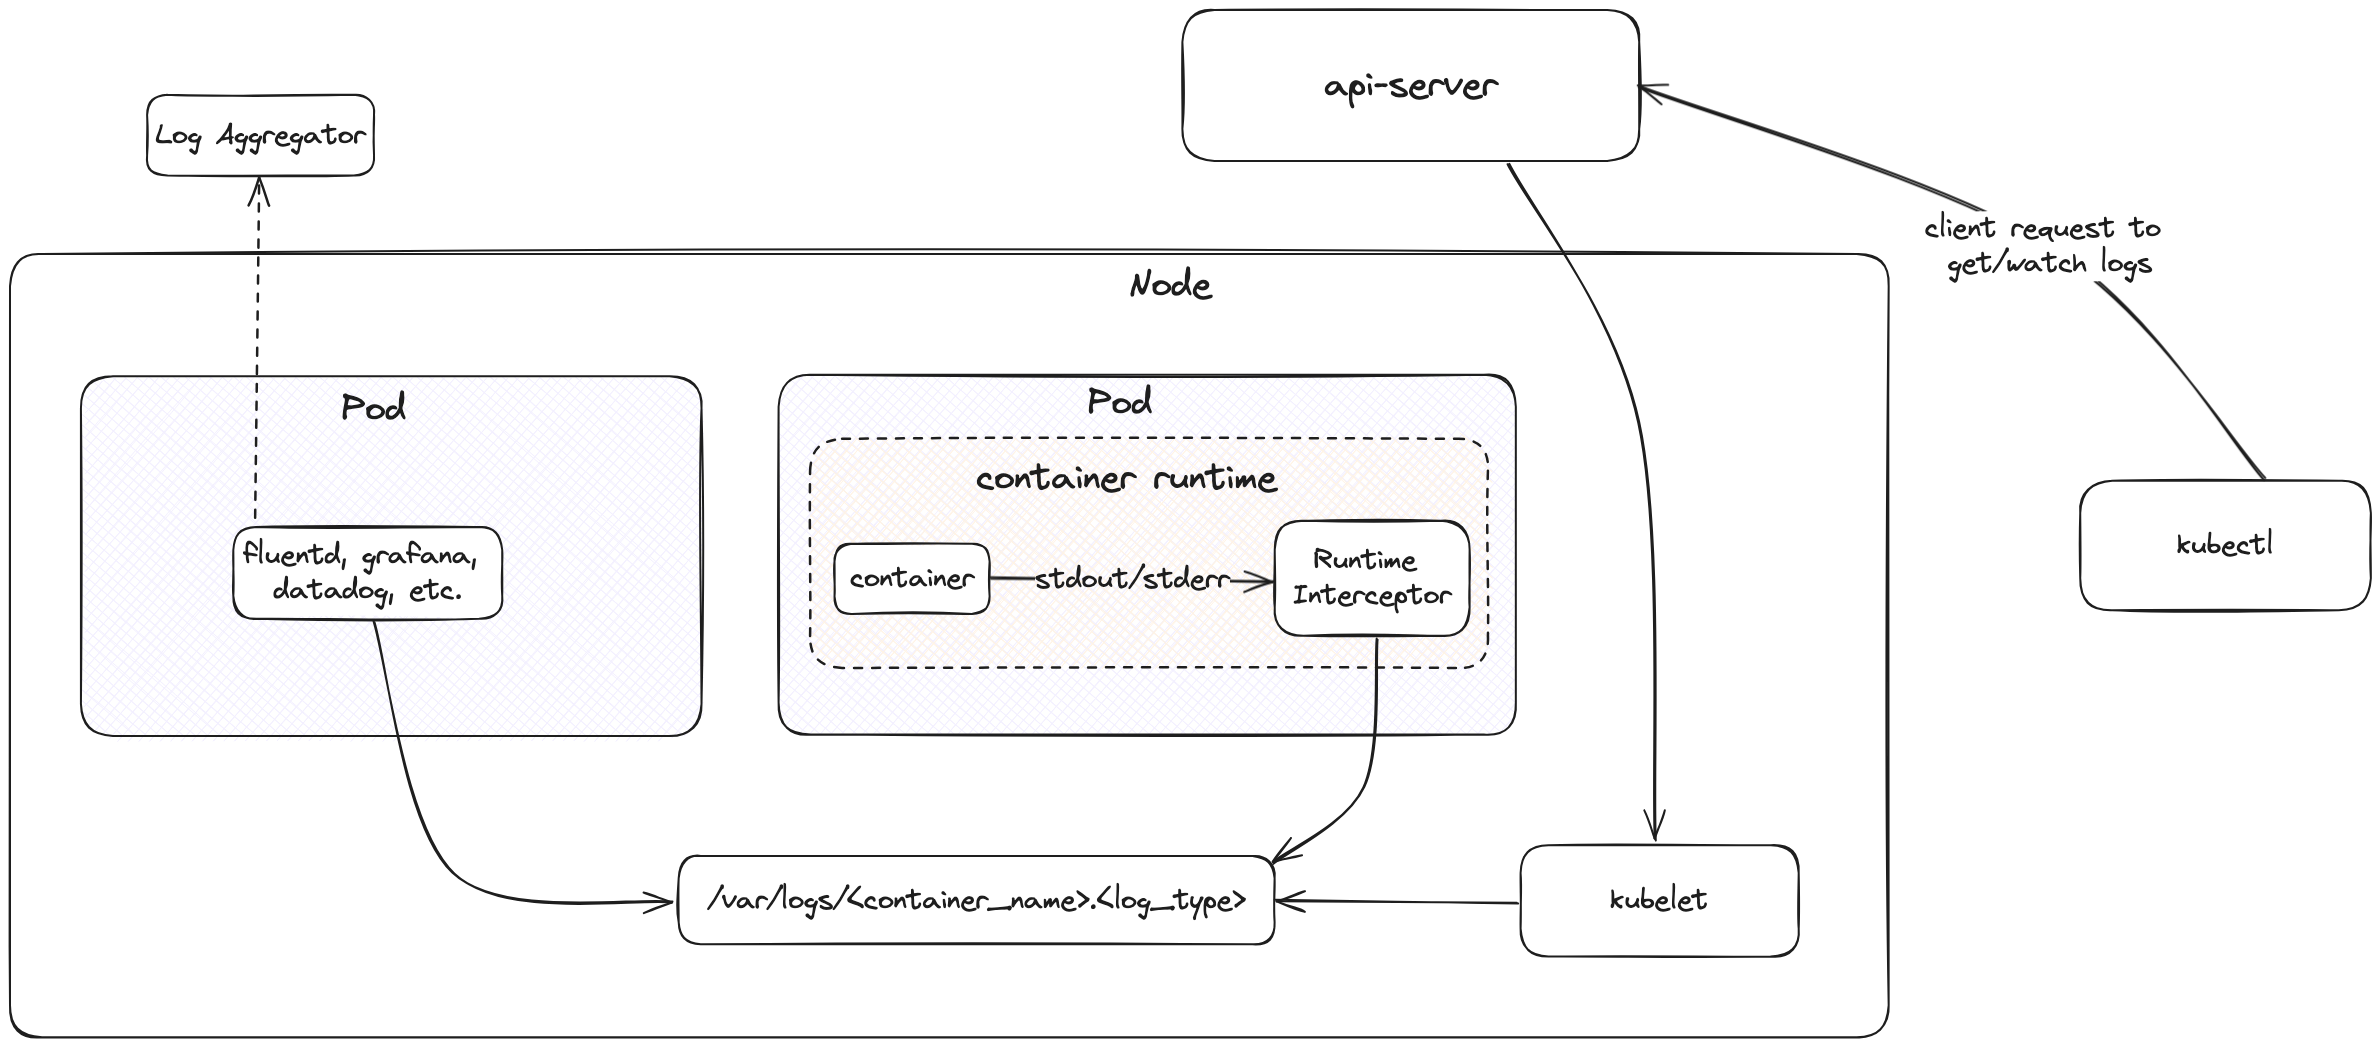 api-server
Log Aggregator
client request to
get/watch logs
Node
Pod
Pod
container runtime
fluentd, grafana,
datadog, etc.
container
stdout/stderr
Runtime
Interceptor
kubectl
/var/logs/<container_name>.<log_type>
kubelet